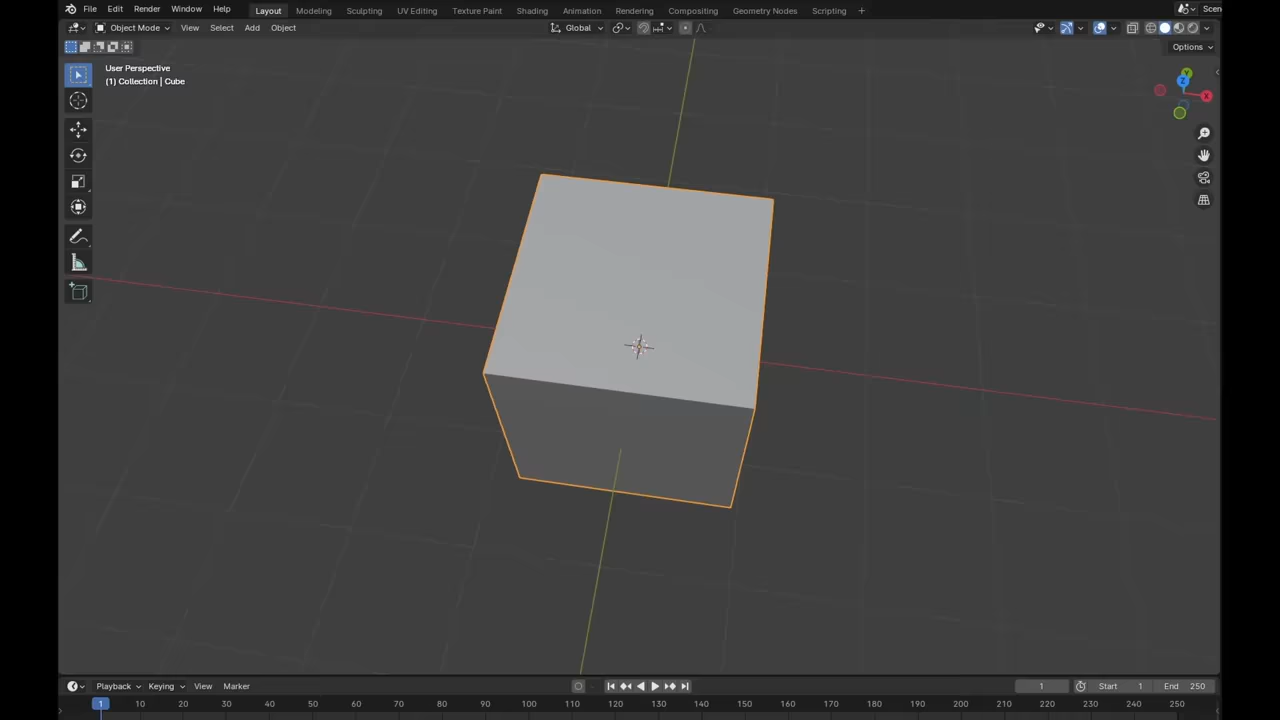 File Edit Render Window Help Layout Modeling Sculpting UV Editing Texture Paint Shading Animation Rendering Compositing Geometry Nodes Scripting + Scen
Object Mode View Select Add Object Global
Options
User Perspective
(1) Collection | Cube
Y
Z
X
Playback Keying View Marker 1 Start 1 End 250
1 10 20 30 40 50 60 70 80 90 100 110 120 130 140 150 160 170 180 190 200 210 220 230 240 250